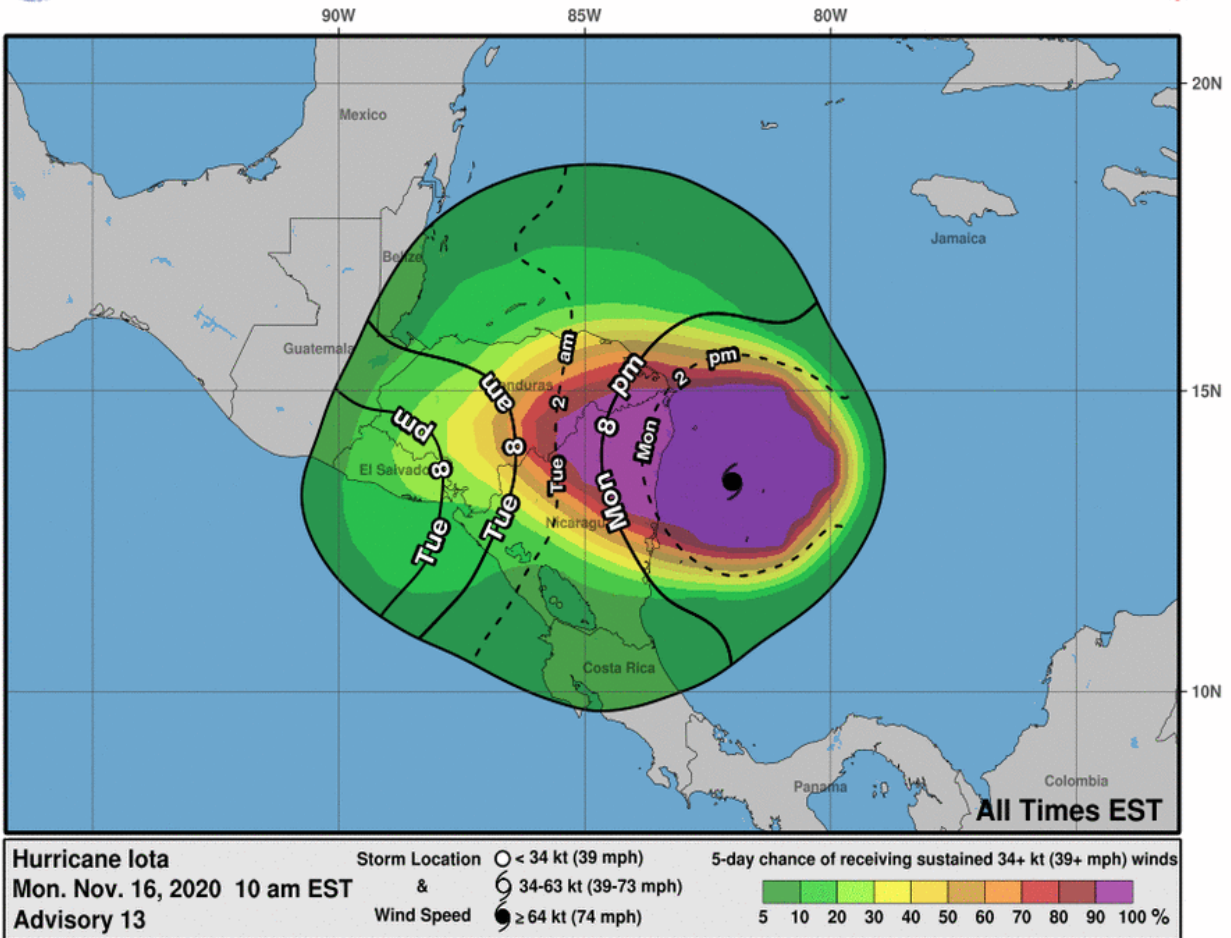 90W 85W 80W
20N
Mexico
Jamaica
Belize
Guatemala
am
pm
pm
2
15N
am
onduras
2
pm
8
Mon
8
8
El Salvado
Tue
Mon
Tue
Nicaragu
Tue
Costa Rica
10N
Panama
Colombia
All Times EST
Hurricane Iota
Mon. Nov. 16, 2020 10 am EST
Advisory 13
Storm Location
&
Wind Speed
< 34 kt (39 mph)
34-63 kt (39-73 mph)
≥ 64 kt (74 mph)
5-day chance of receiving sustained 34+ kt (39+ mph) winds
5 10 20 30 40 50 60 70 80 90 100 %